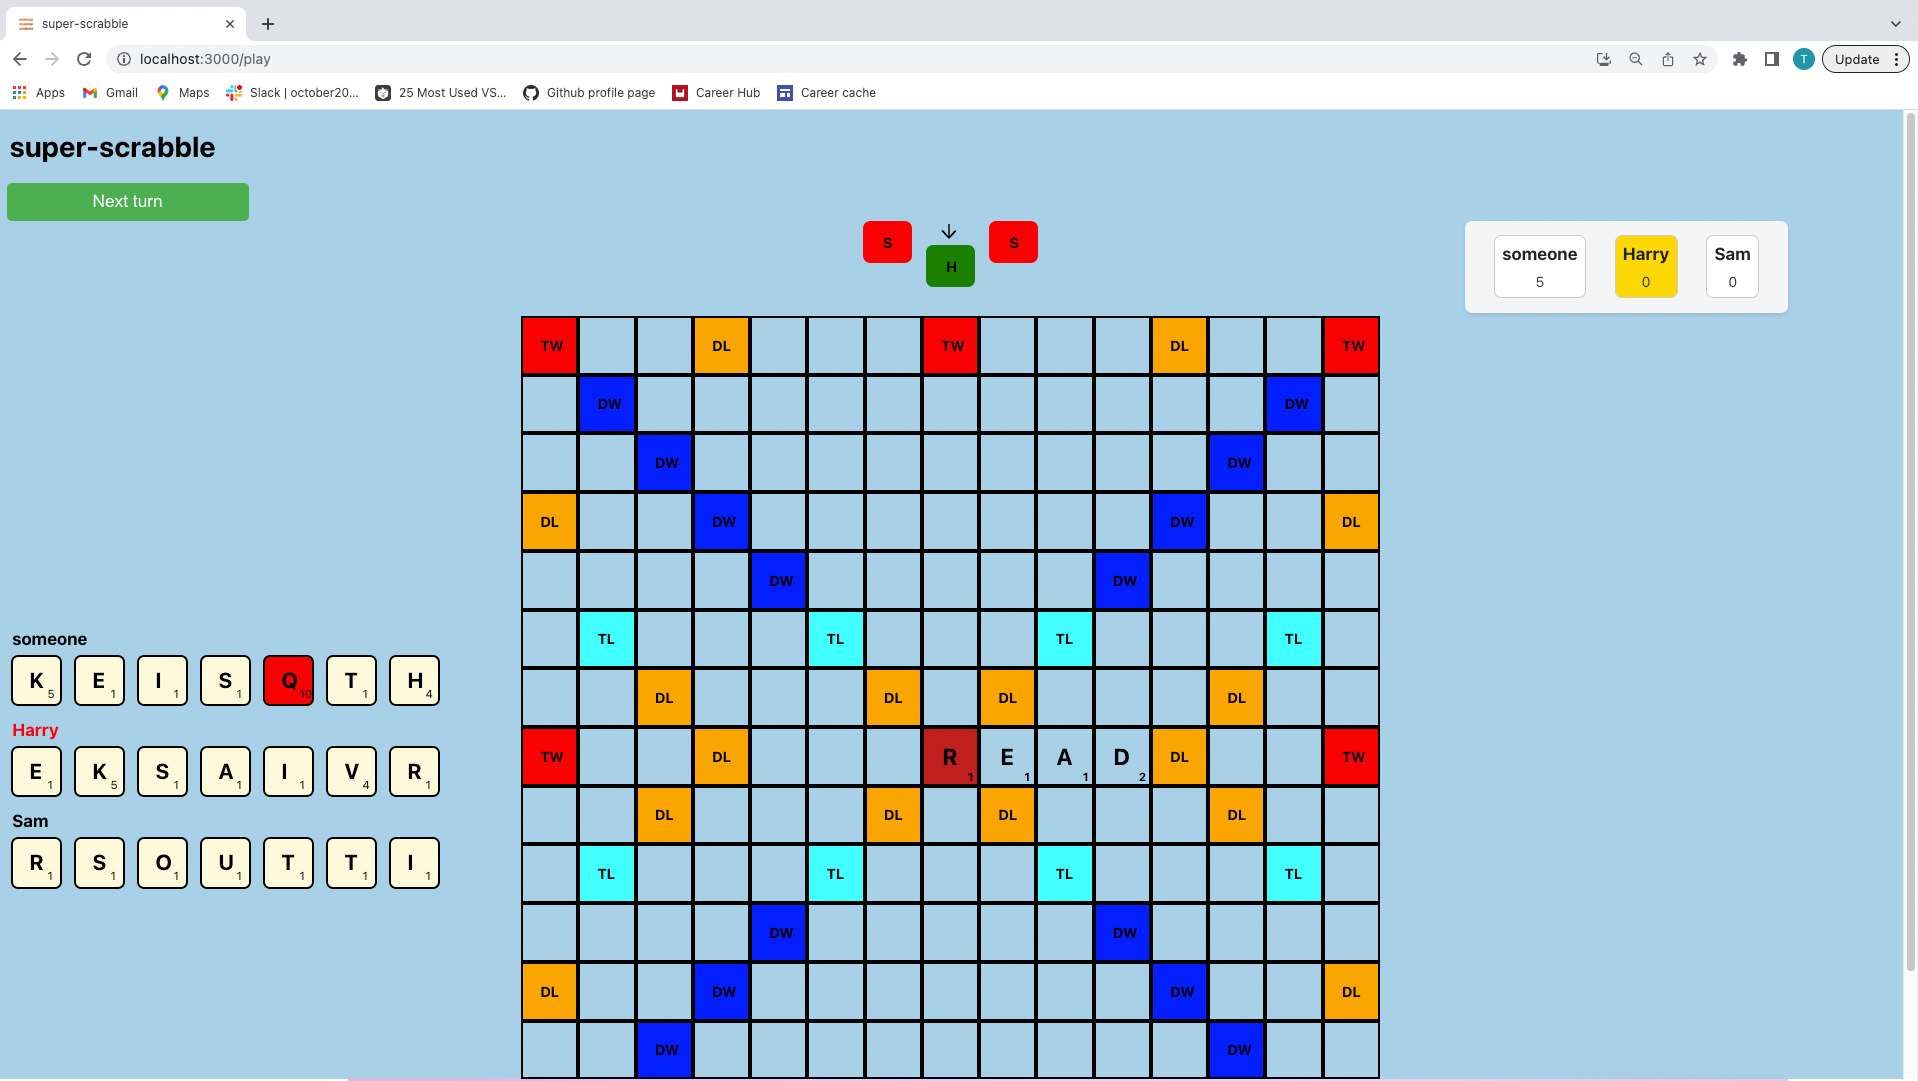 super-scrabble
localhost:3000/play
T
Update
Apps
Gmail
Maps
Slack | october20...
25 Most Used VS...
Github profile page
Career Hub
Career cache
super-scrabble
Next turn
S
H
S
someone
5
Harry
0
Sam
0
TW DL TW DL TW
DW DW
DW DW
DL DW DW DL
DW DW
TL TL TL TL
DL DL DL DL
TW DL R 1 E 1 A 1 D 2 DL TW
DL DL DL DL
TL TL TL TL
DW DW
DL DW DW DL
DW DW
someone
K 5 E 1 I 1 S 1 Q 10 T 1 H 4
Harry
E 1 K 5 S 1 A 1 I 1 V 4 R 1
Sam
R 1 S 1 O 1 U 1 T 1 T 1 I 1